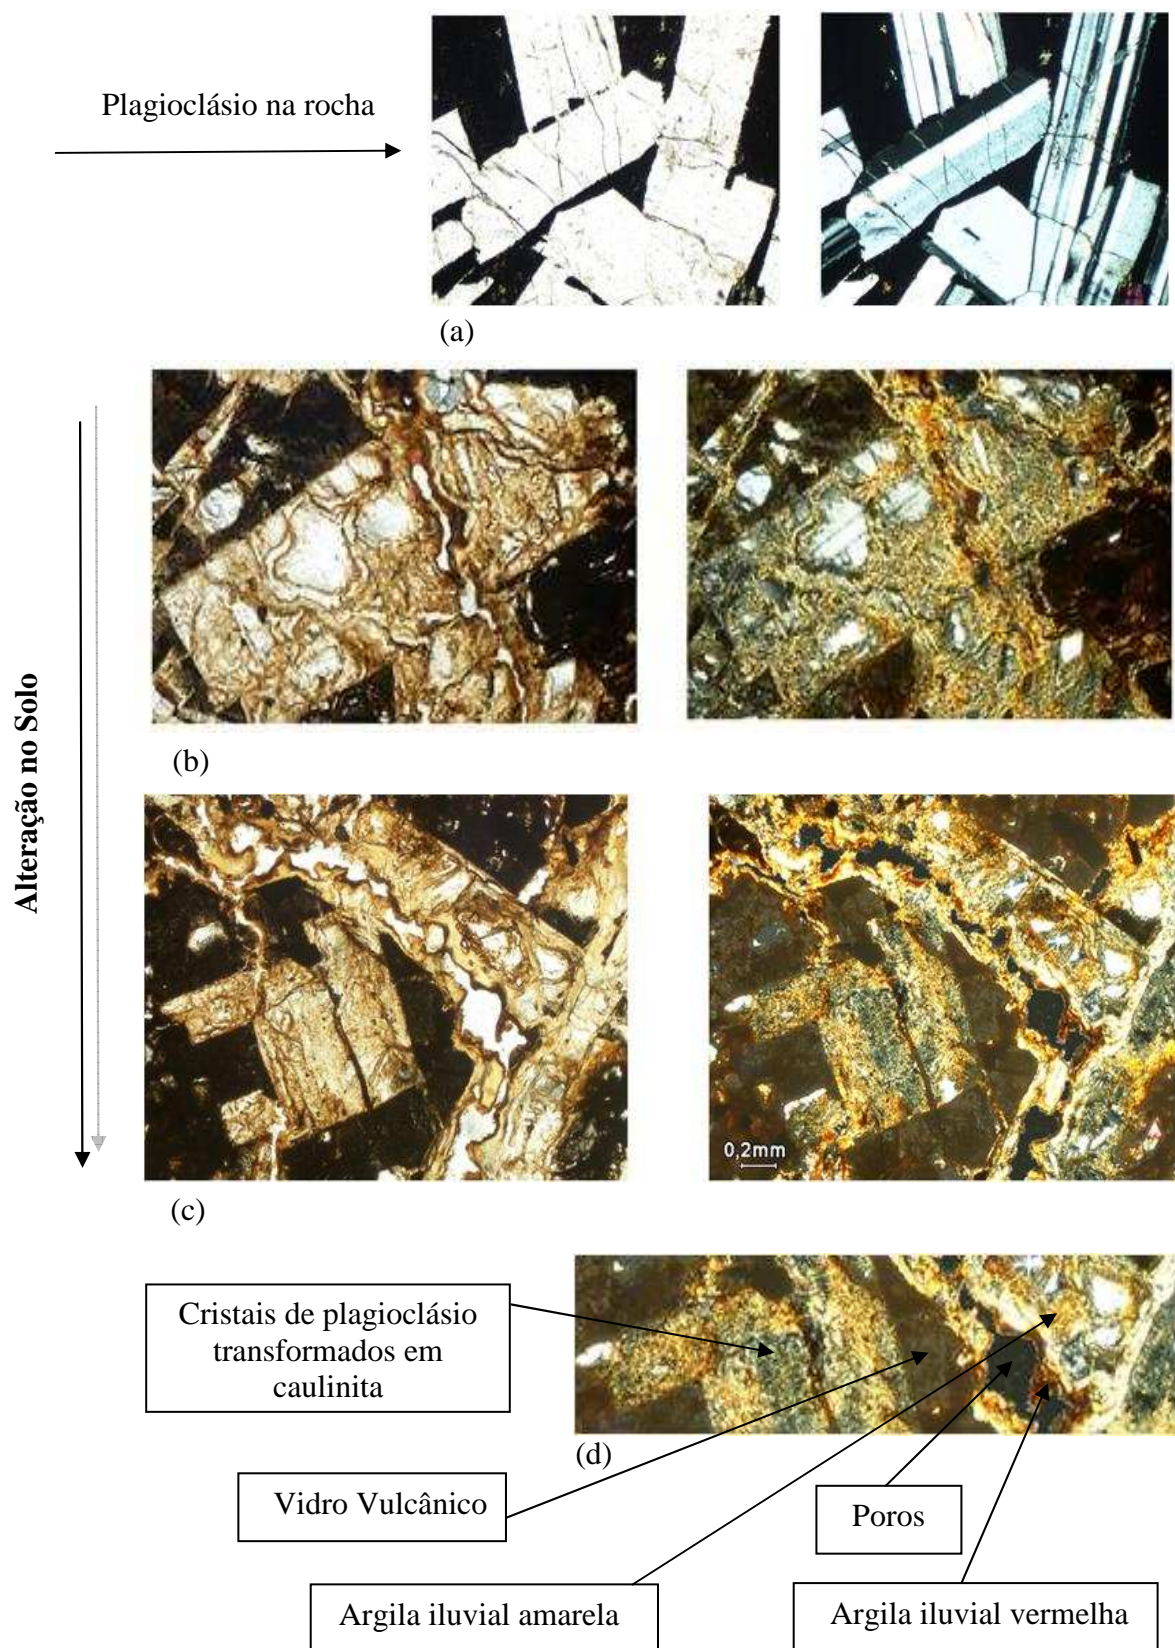 Plagioclásio na rocha
(a)
(b)
Alteração no Solo
(c)
0,2mm
Cristais de plagioclásio
transformados em
caulinita
(d)
Vidro Vulcânico
Poros
Argila iluvial amarela
Argila iluvial vermelha